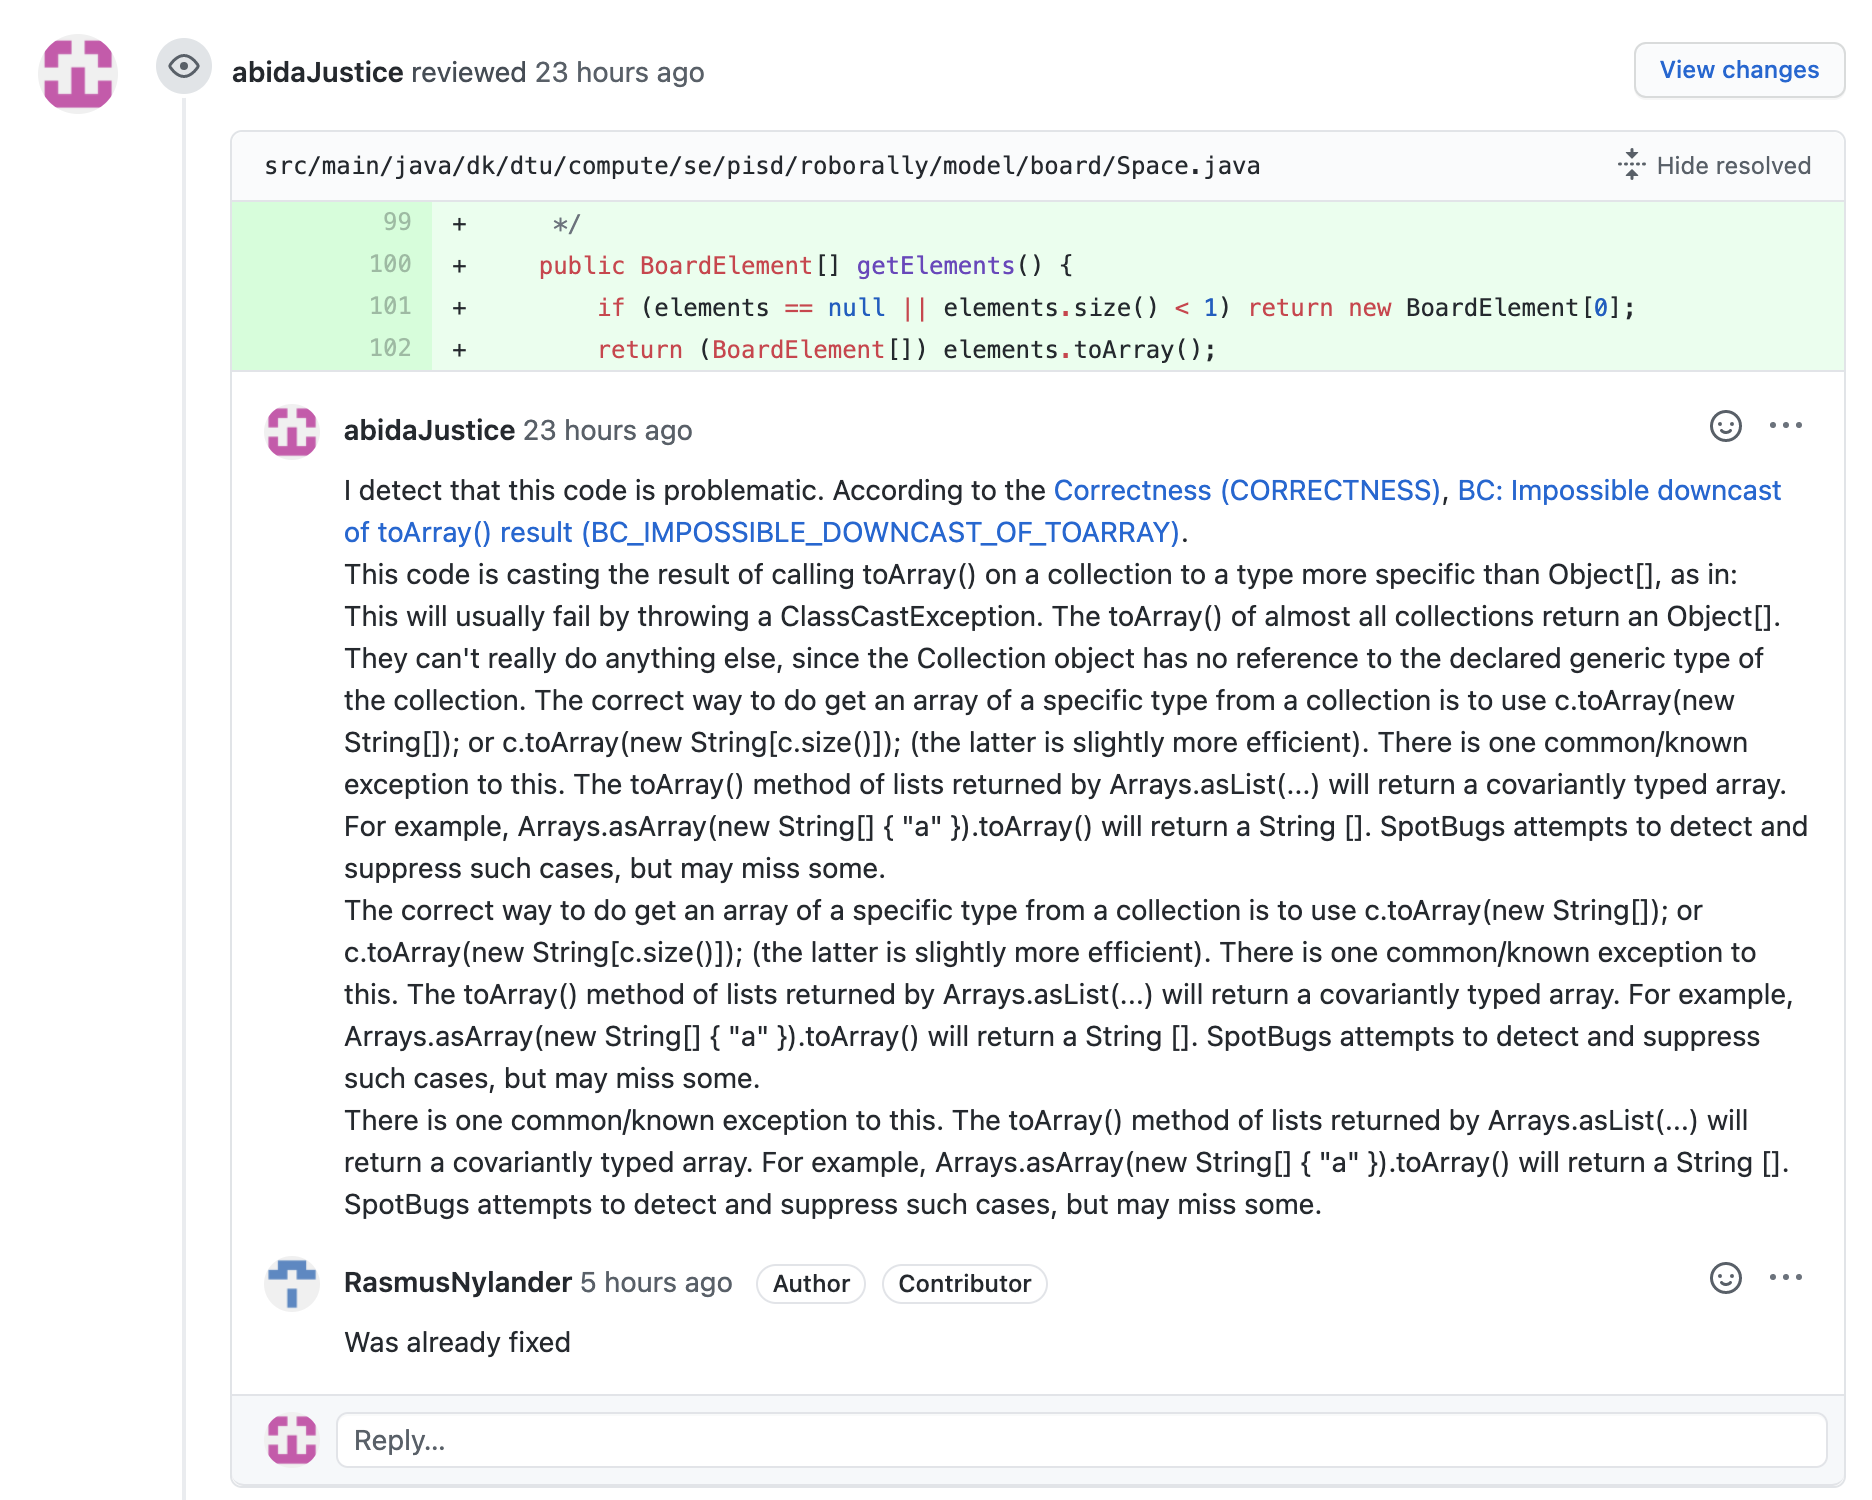 abidaJustice reviewed 23 hours ago
View changes
src/main/java/dk/dtu/compute/se/pisd/roborally/model/board/Space.java
Hide resolved
99 + */
100 + public BoardElement[] getElements() {
101 + if (elements == null || elements.size() < 1) return new BoardElement[0];
102 + return (BoardElement[]) elements.toArray();
abidaJustice 23 hours ago
I detect that this code is problematic. According to the Correctness (CORRECTNESS), BC: Impossible downcast
of toArray() result (BC_IMPOSSIBLE_DOWNCAST_OF_TOARRAY).
This code is casting the result of calling toArray() on a collection to a type more specific than Object[], as in:
This will usually fail by throwing a ClassCastException. The toArray() of almost all collections return an Object[].
They can't really do anything else, since the Collection object has no reference to the declared generic type of
the collection. The correct way to do get an array of a specific type from a collection is to use c.toArray(new
String[]); or c.toArray(new String[c.size()]); (the latter is slightly more efficient). There is one common/known
exception to this. The toArray() method of lists returned by Arrays.asList(...) will return a covariantly typed array.
For example, Arrays.asArray(new String[] { "a" }).toArray() will return a String []. SpotBugs attempts to detect and
suppress such cases, but may miss some.
The correct way to do get an array of a specific type from a collection is to use c.toArray(new String[]); or
c.toArray(new String[c.size()]); (the latter is slightly more efficient). There is one common/known exception to
this. The toArray() method of lists returned by Arrays.asList(...) will return a covariantly typed array. For example,
Arrays.asArray(new String[] { "a" }).toArray() will return a String []. SpotBugs attempts to detect and suppress
such cases, but may miss some.
There is one common/known exception to this. The toArray() method of lists returned by Arrays.asList(...) will
return a covariantly typed array. For example, Arrays.asArray(new String[] { "a" }).toArray() will return a String [].
SpotBugs attempts to detect and suppress such cases, but may miss some.
RasmusNylander 5 hours ago Author Contributor
Was already fixed
Reply...